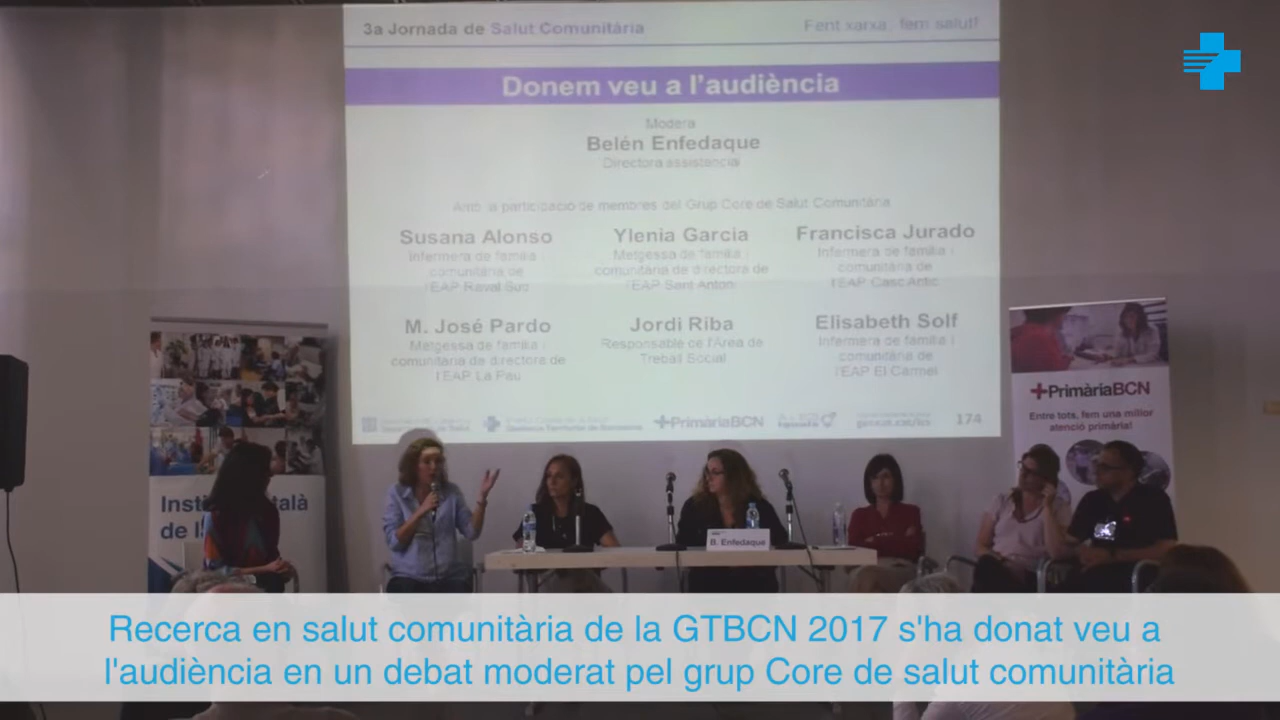 3a Jornada de Salut Comunitària
Fent xarxa, fem salut!
Donem veu a l'audiència
Modera
Belén Enfedaque
Directora assistencial
Amb la participació de membres del Grup Core de Salut Comunitària
Susana Alonso
Infermera de família i
comunitària de
l'EAP Raval Sud
Ylenia Garcia
Metgessa de família i
comunitària da directora de
l'EAP Sant Antoni
Francisca Jurado
Infermera de família i
comunitària de
l'EAP Casc Antic
M. José Pardo
Metgessa de família i
comunitària da directora de
l'EAP La Pau
Jordi Riba
Responsable de l'Àrea de
Treball Social
Elisabeth Solf
Infermera de família i
comunitària de
l'EAP El Carmel
+PrimàriaBCN
174
Institut Català
de la
+PrimàriaBCN
Entre tots, fem una millor
atenció primària!
B. Enfedaque
Recerca en salut comunitària de la GTBCN 2017 s'ha donat veu a
l'audiència en un debat moderat pel grup Core de salut comunitària